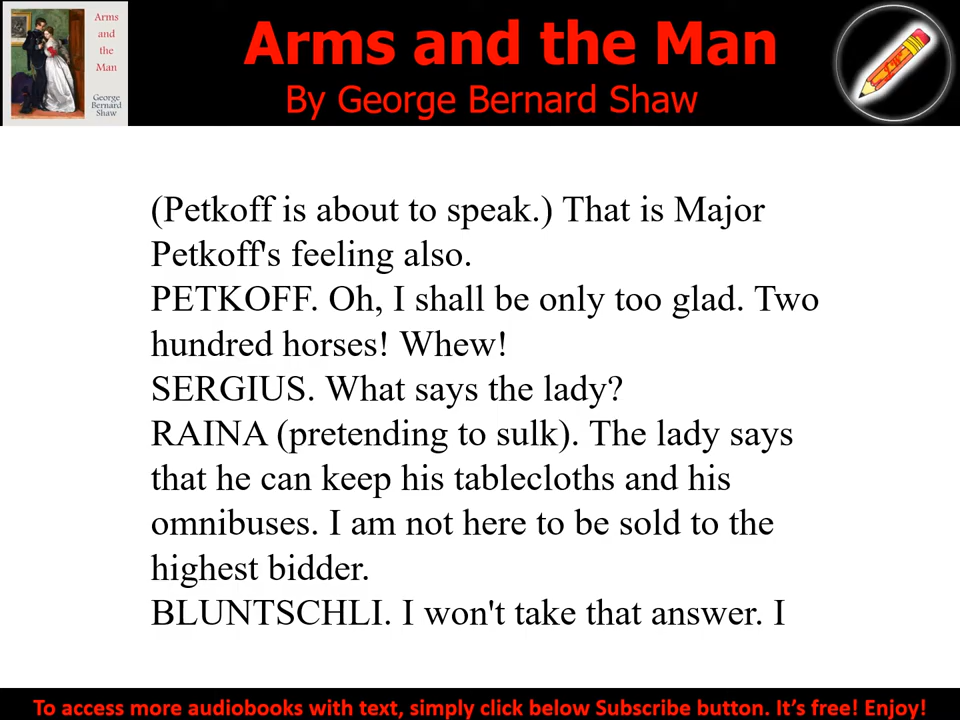 Arms
and
the
Man
George
Bernard
Shaw
Arms and the Man
By George Bernard Shaw
(Petkoff is about to speak.) That is Major
Petkoff's feeling also.
PETKOFF. Oh, I shall be only too glad. Two
hundred horses! Whew!
SERGIUS. What says the lady?
RAINA (pretending to sulk). The lady says
that he can keep his tablecloths and his
omnibuses. I am not here to be sold to the
highest bidder.
BLUNTSCHLI. I won't take that answer. I
To access more audiobooks with text, simply click below Subscribe button. It’s free! Enjoy!